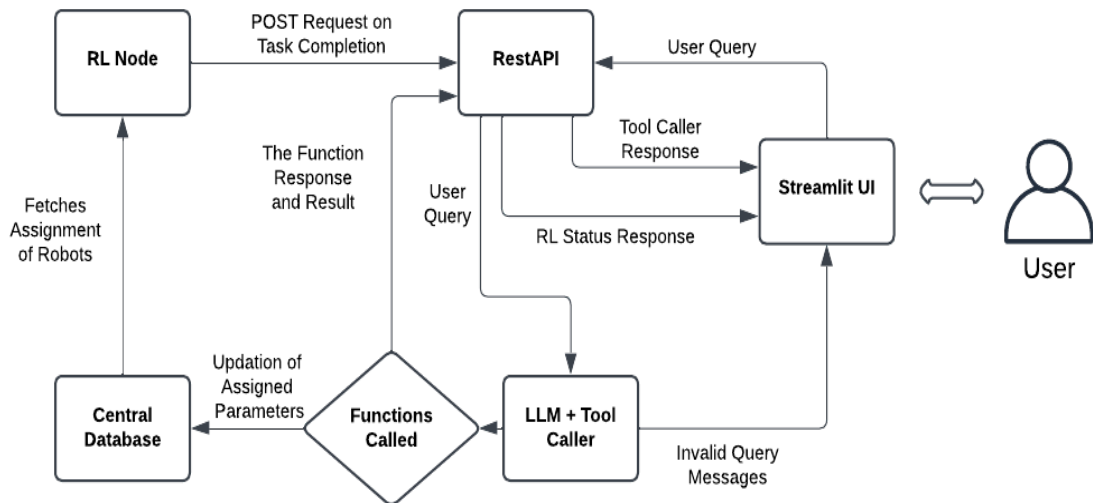 POST Request on
Task Completion
RL Node
RestAPI
User Query
Tool Caller
Response
The Function
Response
and Result
User
Query
Streamlit UI
Fetches
Assignment
of Robots
RL Status Response
User
Updation of
Assigned
Parameters
Central
Database
Functions
Called
LLM + Tool
Caller
Invalid Query
Messages